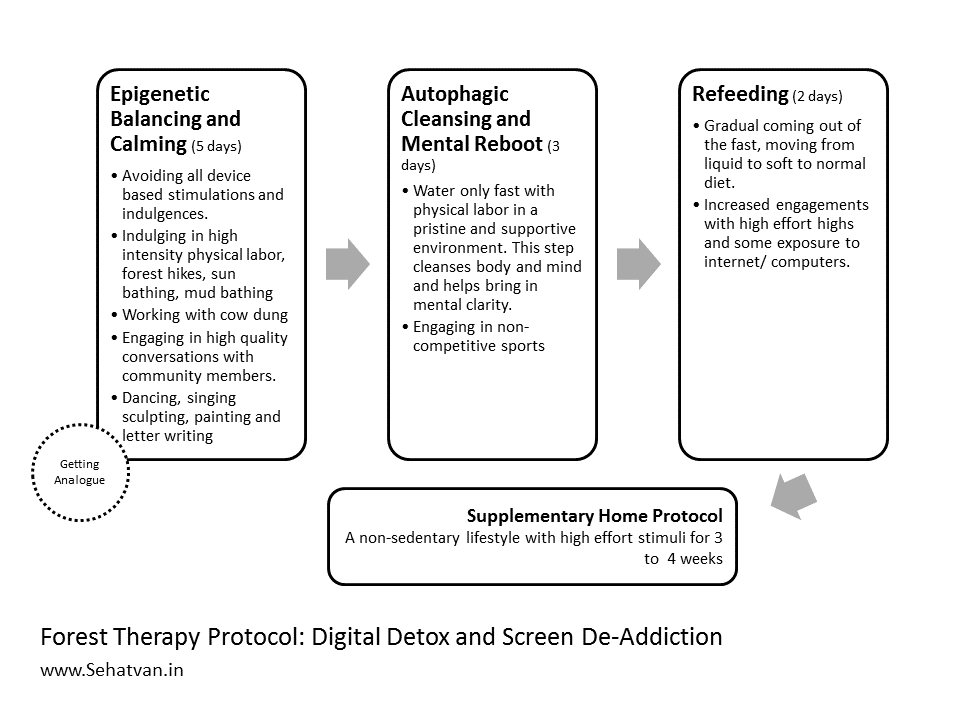 Epigenetic
Balancing and
Calming (5 days)
• Avoiding all device
based stimulations and
indulgences.
• Indulging in high
intensity physical labor,
forest hikes, sun
bathing, mud bathing
• Working with cow dung
• Engaging in high quality
conversations with
community members.
• Dancing, singing
sculpting, painting and
letter writing
Getting
Analogue
Autophagic
Cleansing and
Mental Reboot (3
days)
• Water only fast with
physical labor in a
pristine and supportive
environment. This step
cleanses body and mind
and helps bring in
mental clarity.
• Engaging in non-
competitive sports
Refeeding (2 days)
• Gradual coming out of
the fast, moving from
liquid to soft to normal
diet.
• Increased engagements
with high effort highs
and some exposure to
internet/ computers.
Supplementary Home Protocol
A non-sedentary lifestyle with high effort stimuli for 3
to 4 weeks
Forest Therapy Protocol: Digital Detox and Screen De-Addiction
www.Sehatvan.in